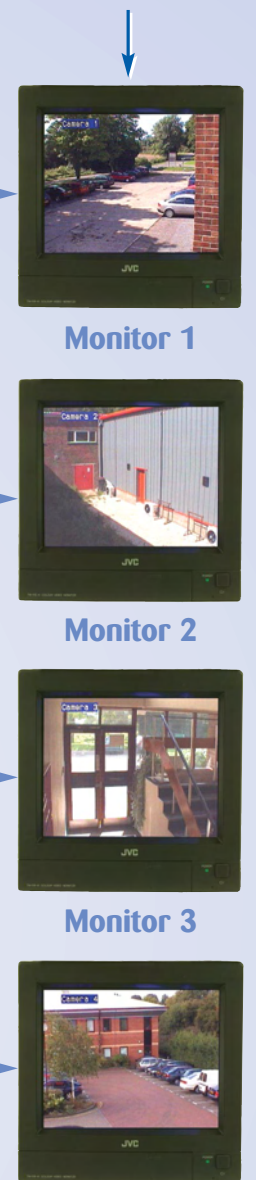 Camera 1
JVC
Monitor 1
Camera 2
JVC
Monitor 2
Camera 3
JVC
Monitor 3
Camera 4
JVC